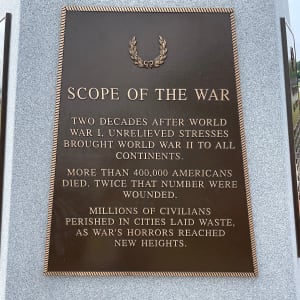 SCOPE OF THE WAR
TWO DECADES AFTER WORLD
WAR I, UNRELIEVED STRESSES
BROUGHT WORLD WAR II TO ALL
CONTINENTS.
MORE THAN 400,000 AMERICANS
DIED. TWICE THAT NUMBER WERE
WOUNDED.
MILLIONS OF CIVILIANS
PERISHED IN CITIES LAID WASTE,
AS WAR'S HORRORS REACHED
NEW HEIGHTS.